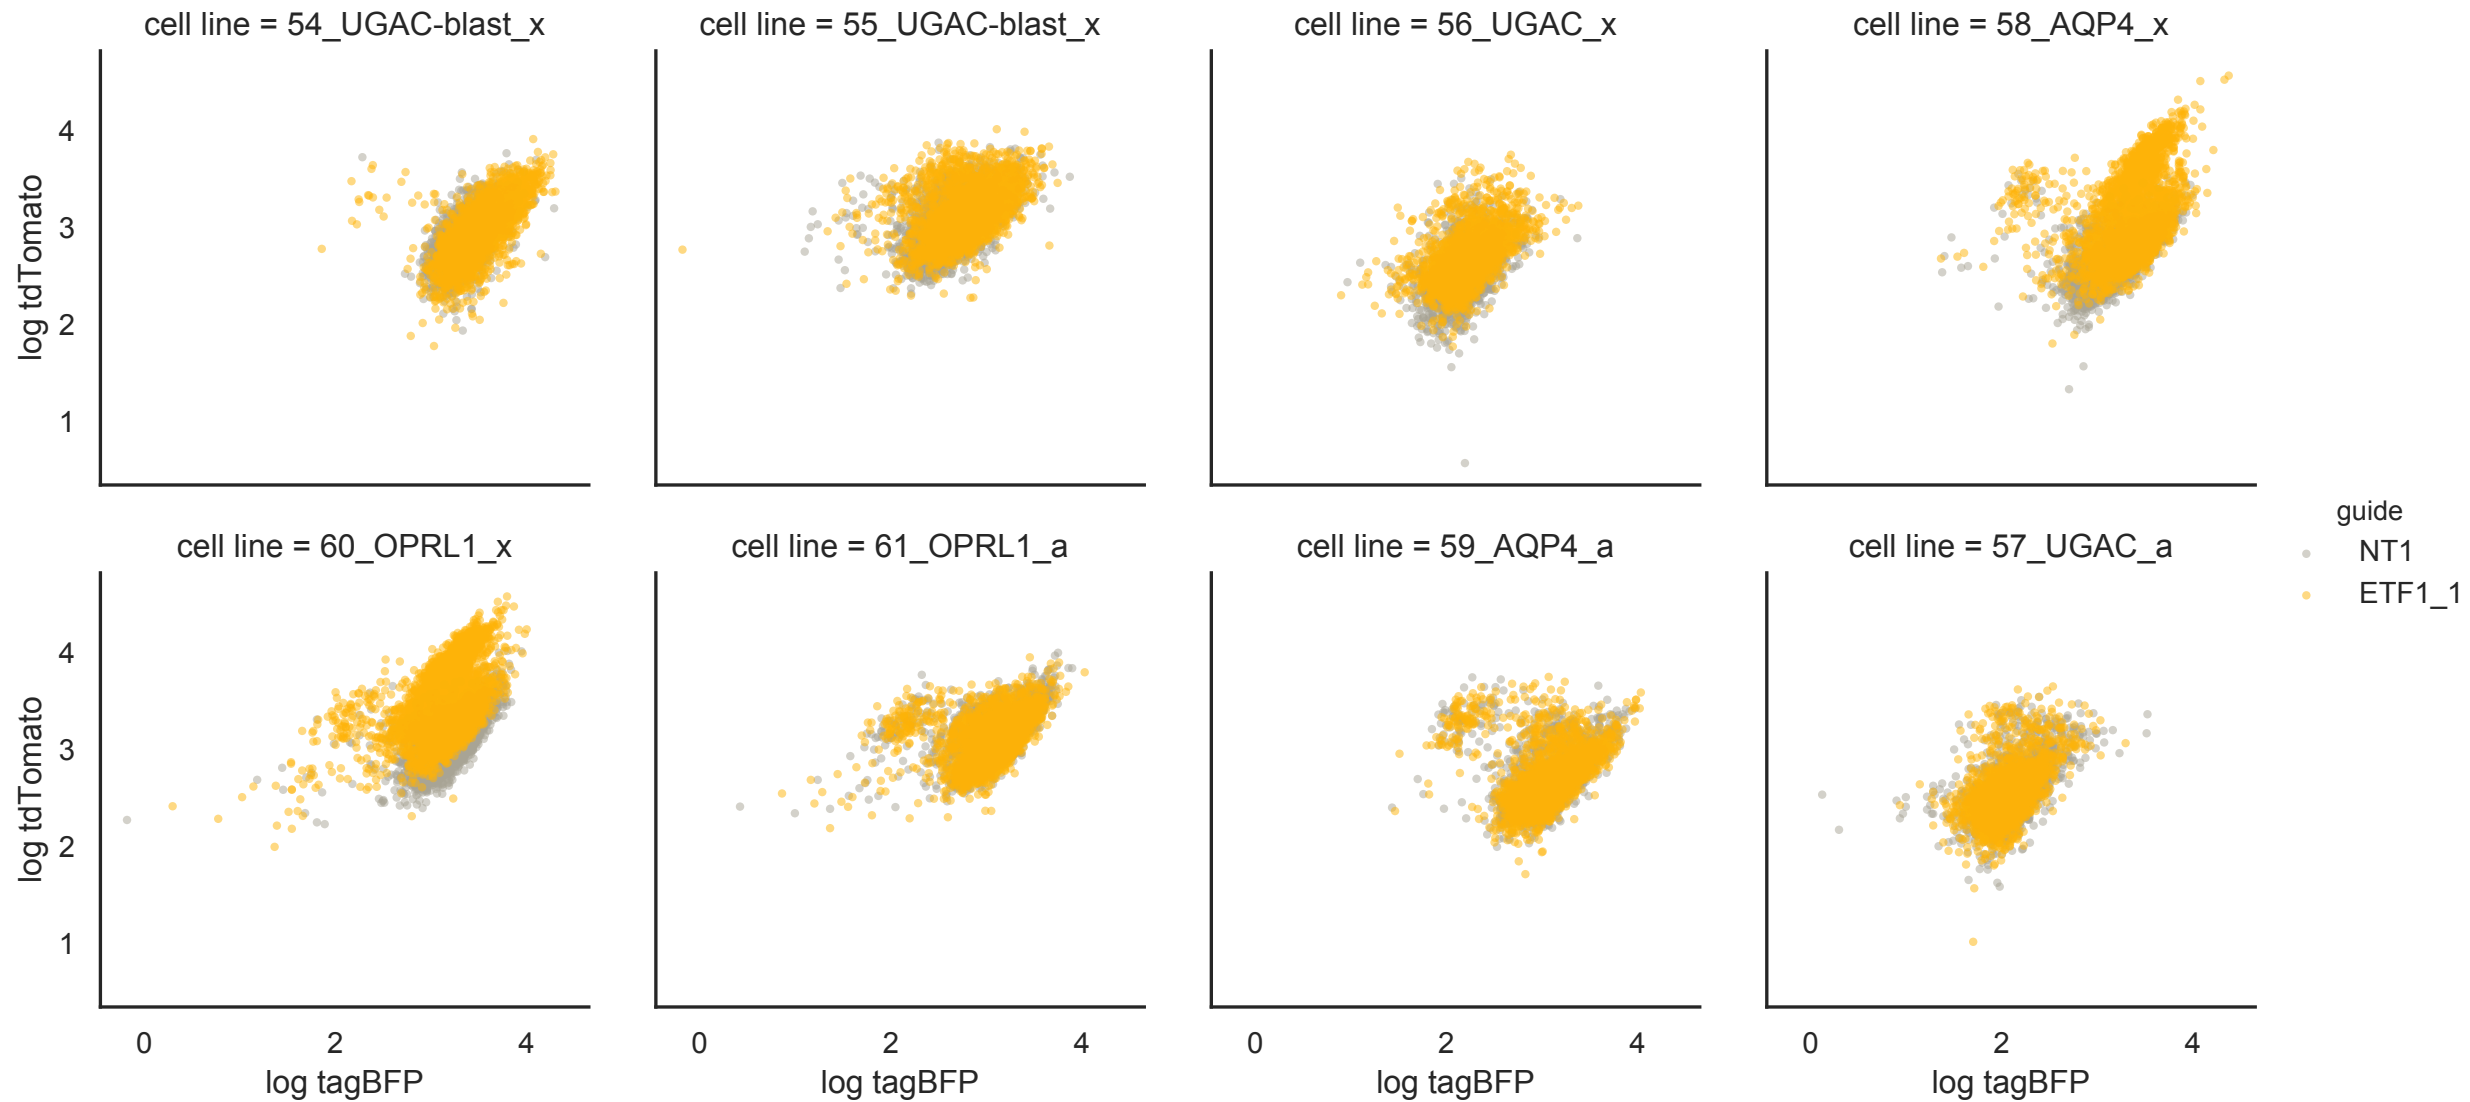 cell line = 54_UGAC-blast_x
cell line = 55_UGAC-blast_x
cell line = 56_UGAC_x
cell line = 58_AQP4_x
4
3
2
1
log tdTomato
guide
NT1
ETF1_1
cell line = 60_OPRL1_x
cell line = 61_OPRL1_a
cell line = 59_AQP4_a
cell line = 57_UGAC_a
4
3
2
1
log tdTomato
0 2 4
0 2 4
0 2 4
0 2 4
log tagBFP
log tagBFP
log tagBFP
log tagBFP